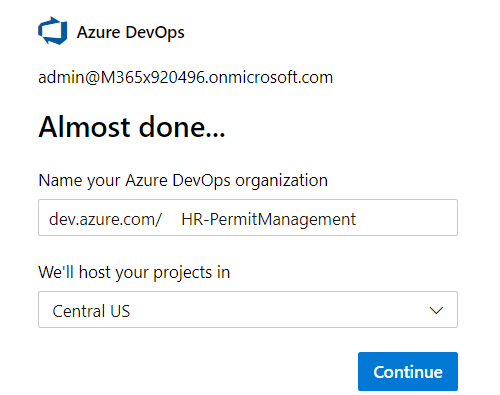 Azure DevOps
admin@M365x920496.onmicrosoft.com
Almost done...
Name your Azure DevOps organization
dev.azure.com/ HR-PermitManagement
We'll host your projects in
Central US
Continue